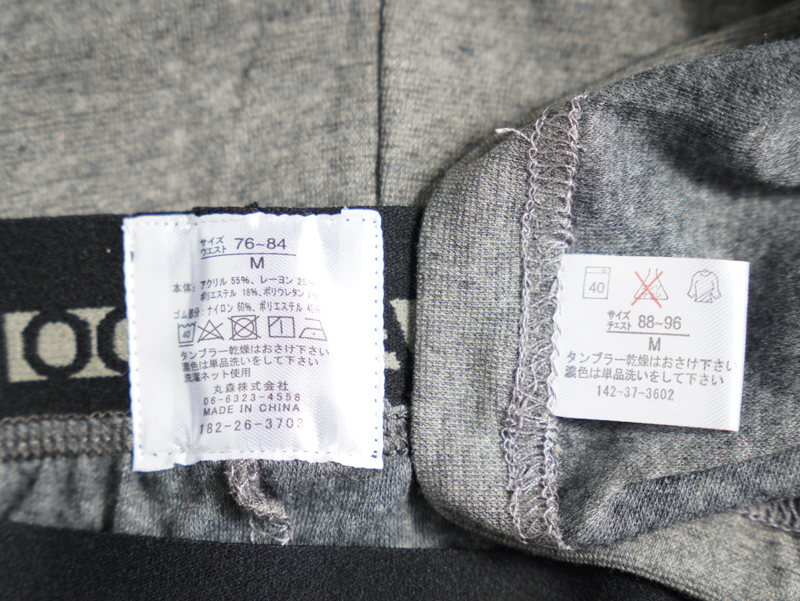 サイズ
ウエスト 76~84
M
本体: アクリル 55%、レーヨン 25%
ポリエステル 18%、ポリウレタン
ゴム部分: ナイロン 60%、ポリエステル 40%
40
タンブラー乾燥はおさけ下さい
濃色は単品洗いをして下さい
洗濯ネット使用
丸森株式会社
06-6323-4558
MADE IN CHINA
182-26-3703
40
サイズ
チェスト 88~96
M
タンブラー乾燥はおさけ下さい
濃色は単品洗いをして下さい
142-37-3602